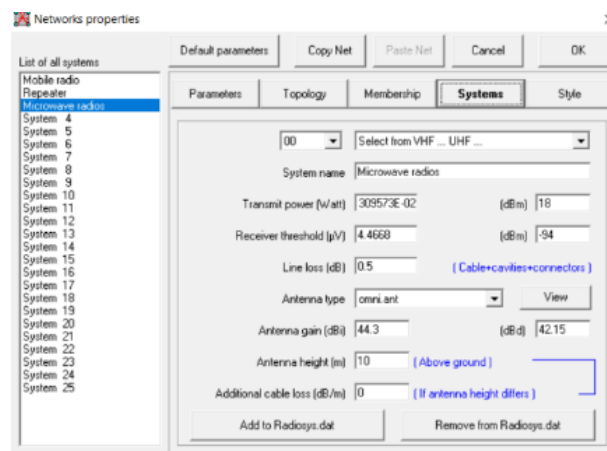 Networks properties
Default parameters Copy Net Paste Net Cancel OK
List of all systems
Mobile radio
Repeater
Microwave radios
System 4
System 5
System 6
System 7
System 8
System 9
System 10
System 11
System 12
System 13
System 14
System 15
System 16
System 17
System 18
System 19
System 20
System 21
System 22
System 23
System 24
System 25
Parameters Topology Membership Systems Style
00 Select from VHF ... UHF ...
System name Microwave radios
Transmit power (Watt) 309573E-02 (dBm) 18
Receiver threshold (µV) 4.4668 (dBm) -94
Line loss (dB) 0.5 ( Cable+cavities+connectors )
Antenna type omni.ant View
Antenna gain (dBi) 44.3 (dBd) 42.15
Antenna height (m) 10 ( Above ground )
Additional cable loss (dB/m) 0 ( If antenna height differs )
Add to Radiosys.dat Remove from Radiosys.dat